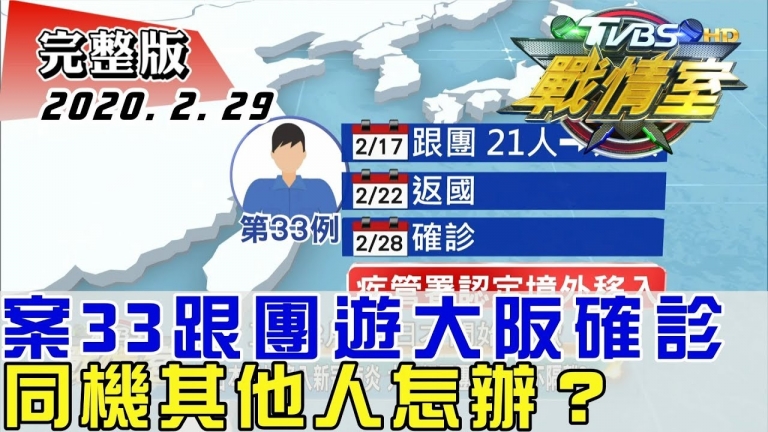 完整版
2020.2.29
TVBS HD
戰情室
2/17 跟團 21人
第33例
2/22 返國
2/28 確診
疾管署認定境外移入
案33跟團遊大阪確診
同機其他人怎辦？